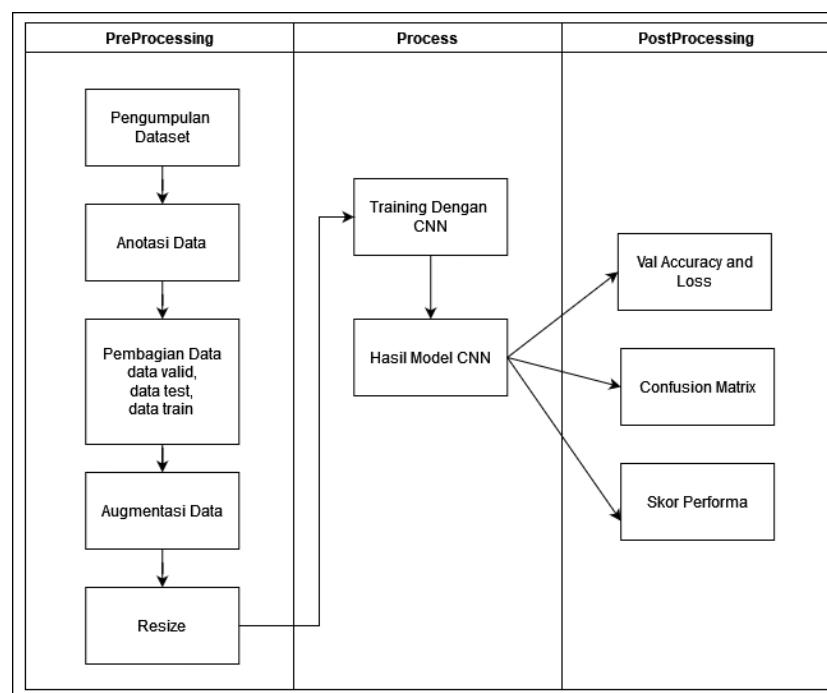 PreProcessing
Process
PostProcessing
Pengumpulan
Dataset
Anotasi Data
Pembagian Data
data valid,
data test,
data train
Augmentasi Data
Resize
Training Dengan
CNN
Hasil Model CNN
Val Accuracy and
Loss
Confusion Matrix
Skor Performa